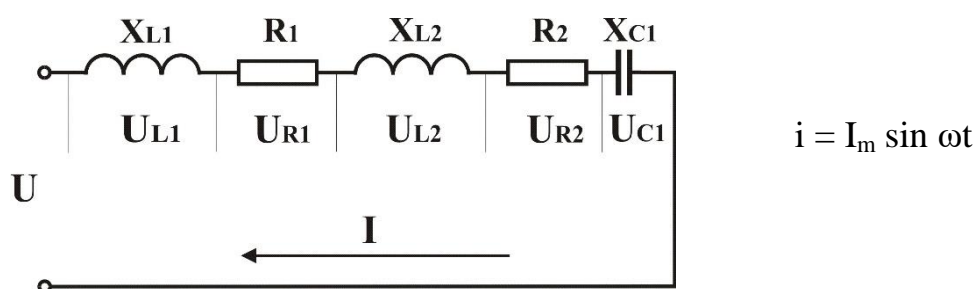 XL1 R1 XL2 R2 XC1
UL1 UR1 UL2 UR2 UC1
i = Im sin ωt
U
I